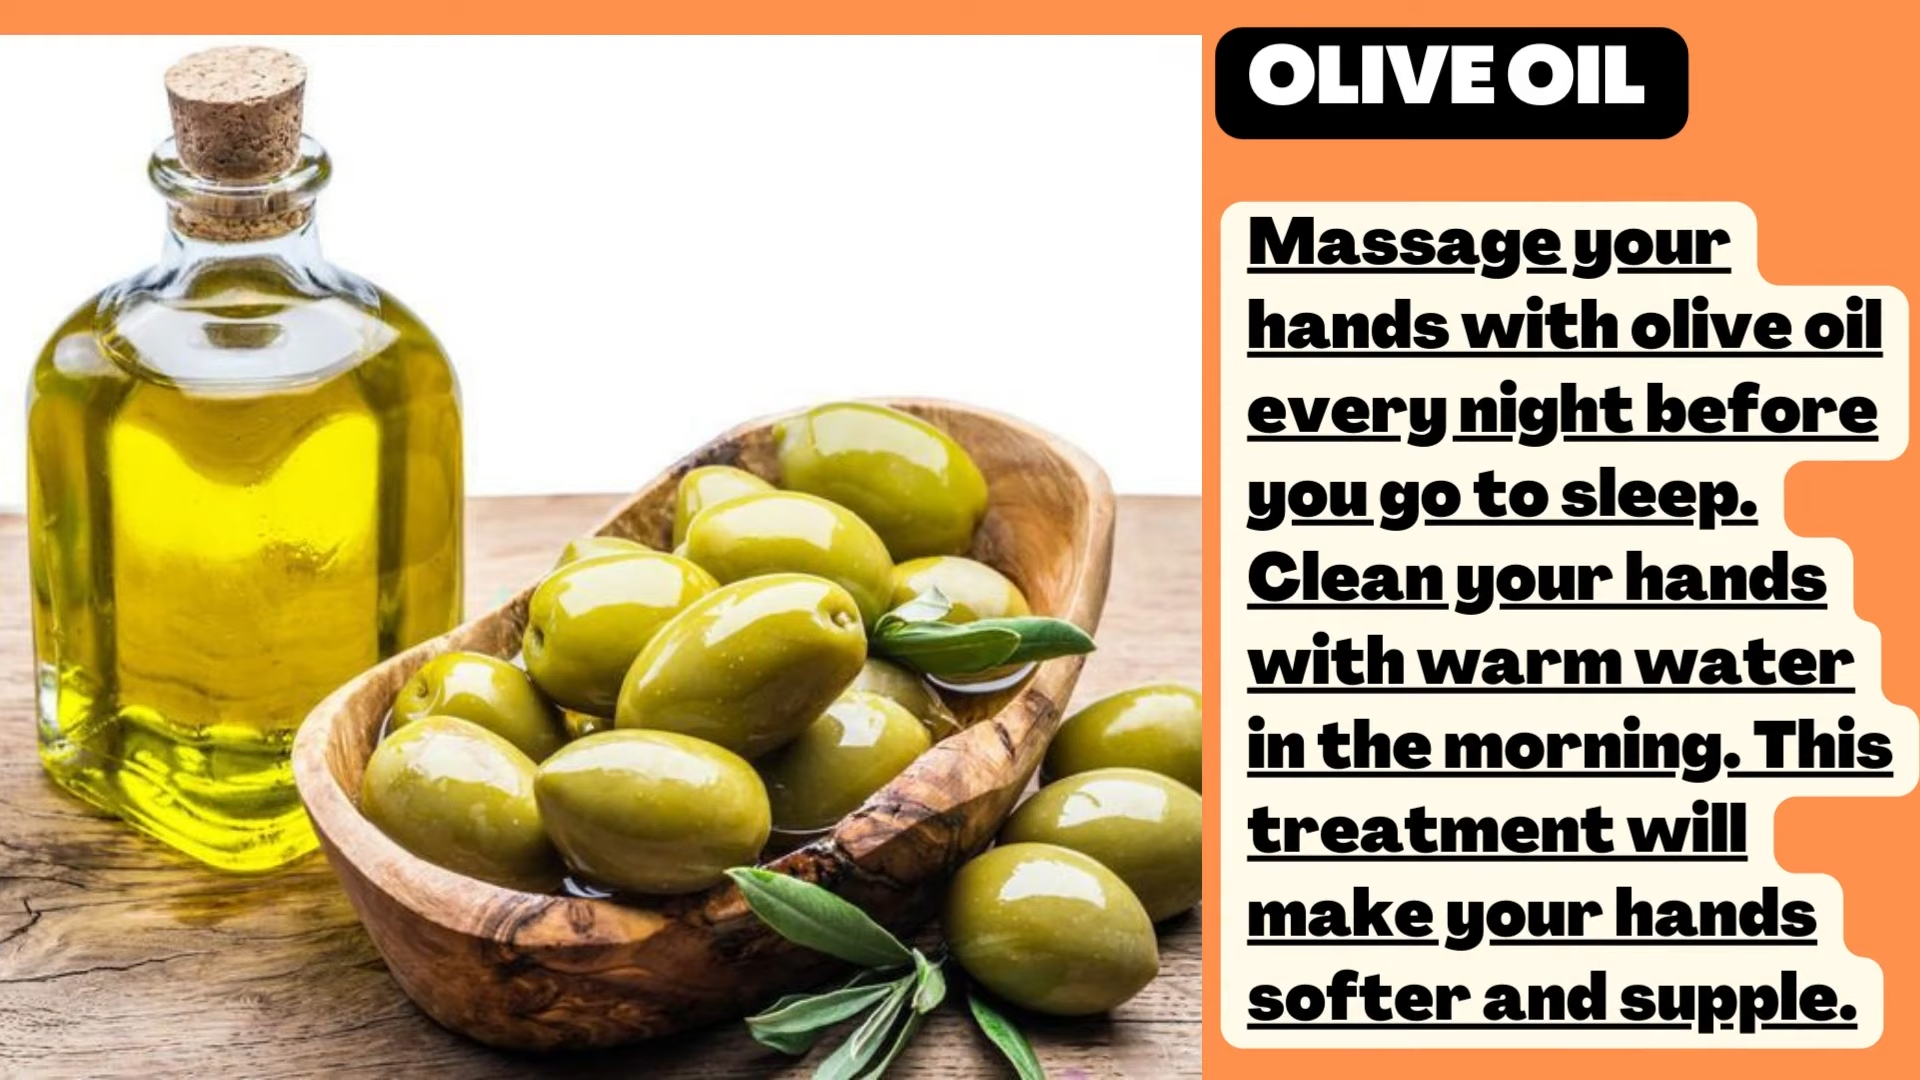 OLIVE OIL
Massage your
hands with olive oil
every night before
you go to sleep.
Clean your hands
with warm water
in the morning. This
treatment will
make your hands
softer and supple.